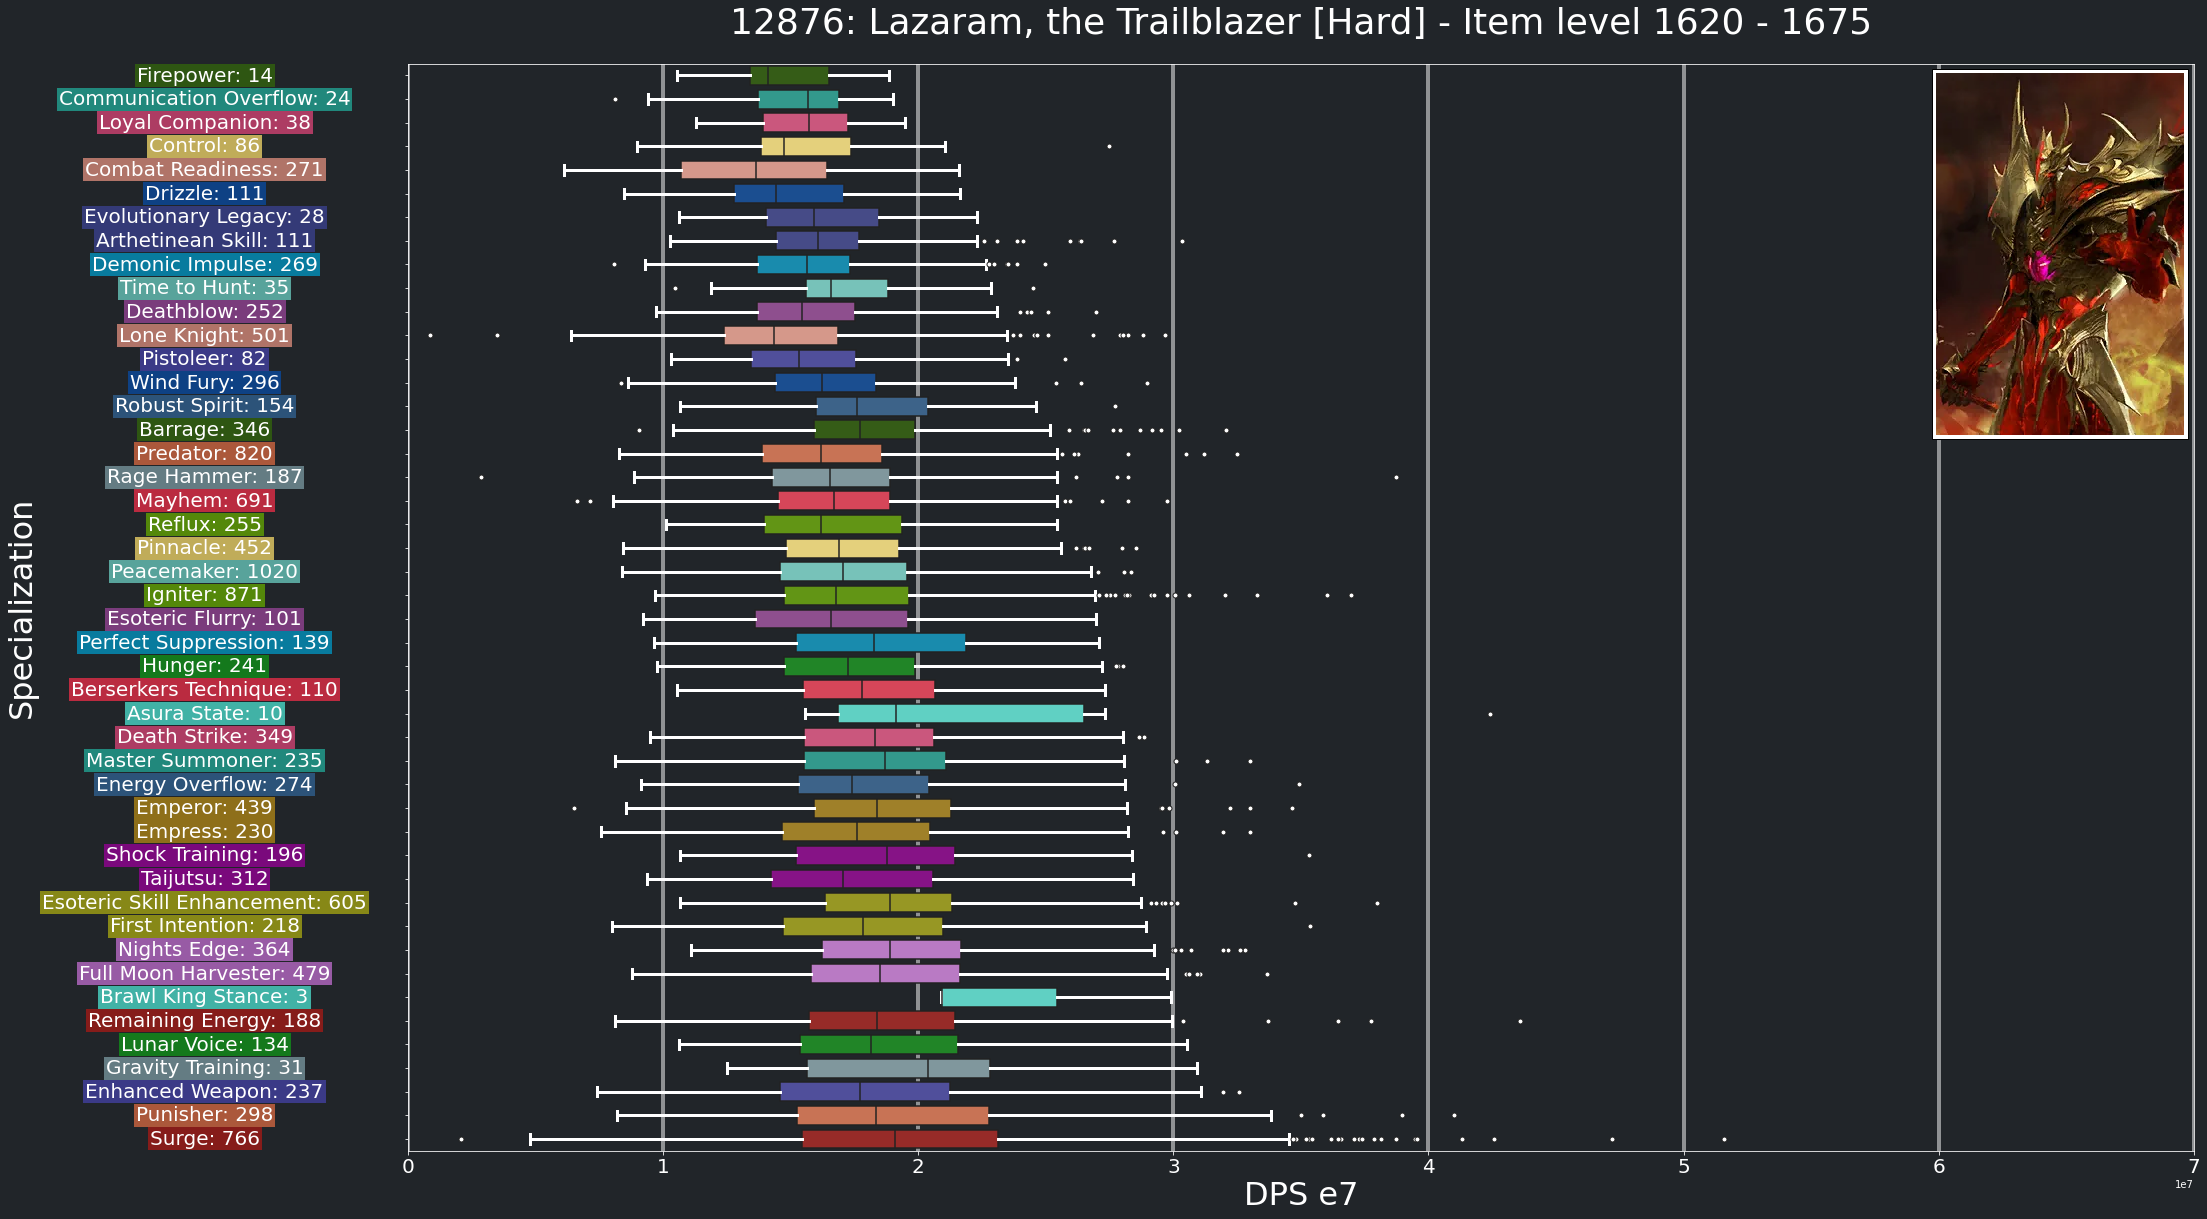 12876: Lazaram, the Trailblazer [Hard] - Item level 1620 - 1675
Specialization
Firepower: 14
Communication Overflow: 24
Loyal Companion: 38
Control: 86
Combat Readiness: 271
Drizzle: 111
Evolutionary Legacy: 28
Arthetinean Skill: 111
Demonic Impulse: 269
Time to Hunt: 35
Deathblow: 252
Lone Knight: 501
Pistoleer: 82
Wind Fury: 296
Robust Spirit: 154
Barrage: 346
Predator: 820
Rage Hammer: 187
Mayhem: 691
Reflux: 255
Pinnacle: 452
Peacemaker: 1020
Igniter: 871
Esoteric Flurry: 101
Perfect Suppression: 139
Hunger: 241
Berserkers Technique: 110
Asura State: 10
Death Strike: 349
Master Summoner: 235
Energy Overflow: 274
Emperor: 439
Empress: 230
Shock Training: 196
Taijutsu: 312
Esoteric Skill Enhancement: 605
First Intention: 218
Nights Edge: 364
Full Moon Harvester: 479
Brawl King Stance: 3
Remaining Energy: 188
Lunar Voice: 134
Gravity Training: 31
Enhanced Weapon: 237
Punisher: 298
Surge: 766
0 1 2 3 4 5 6 7
1e7
DPS e7